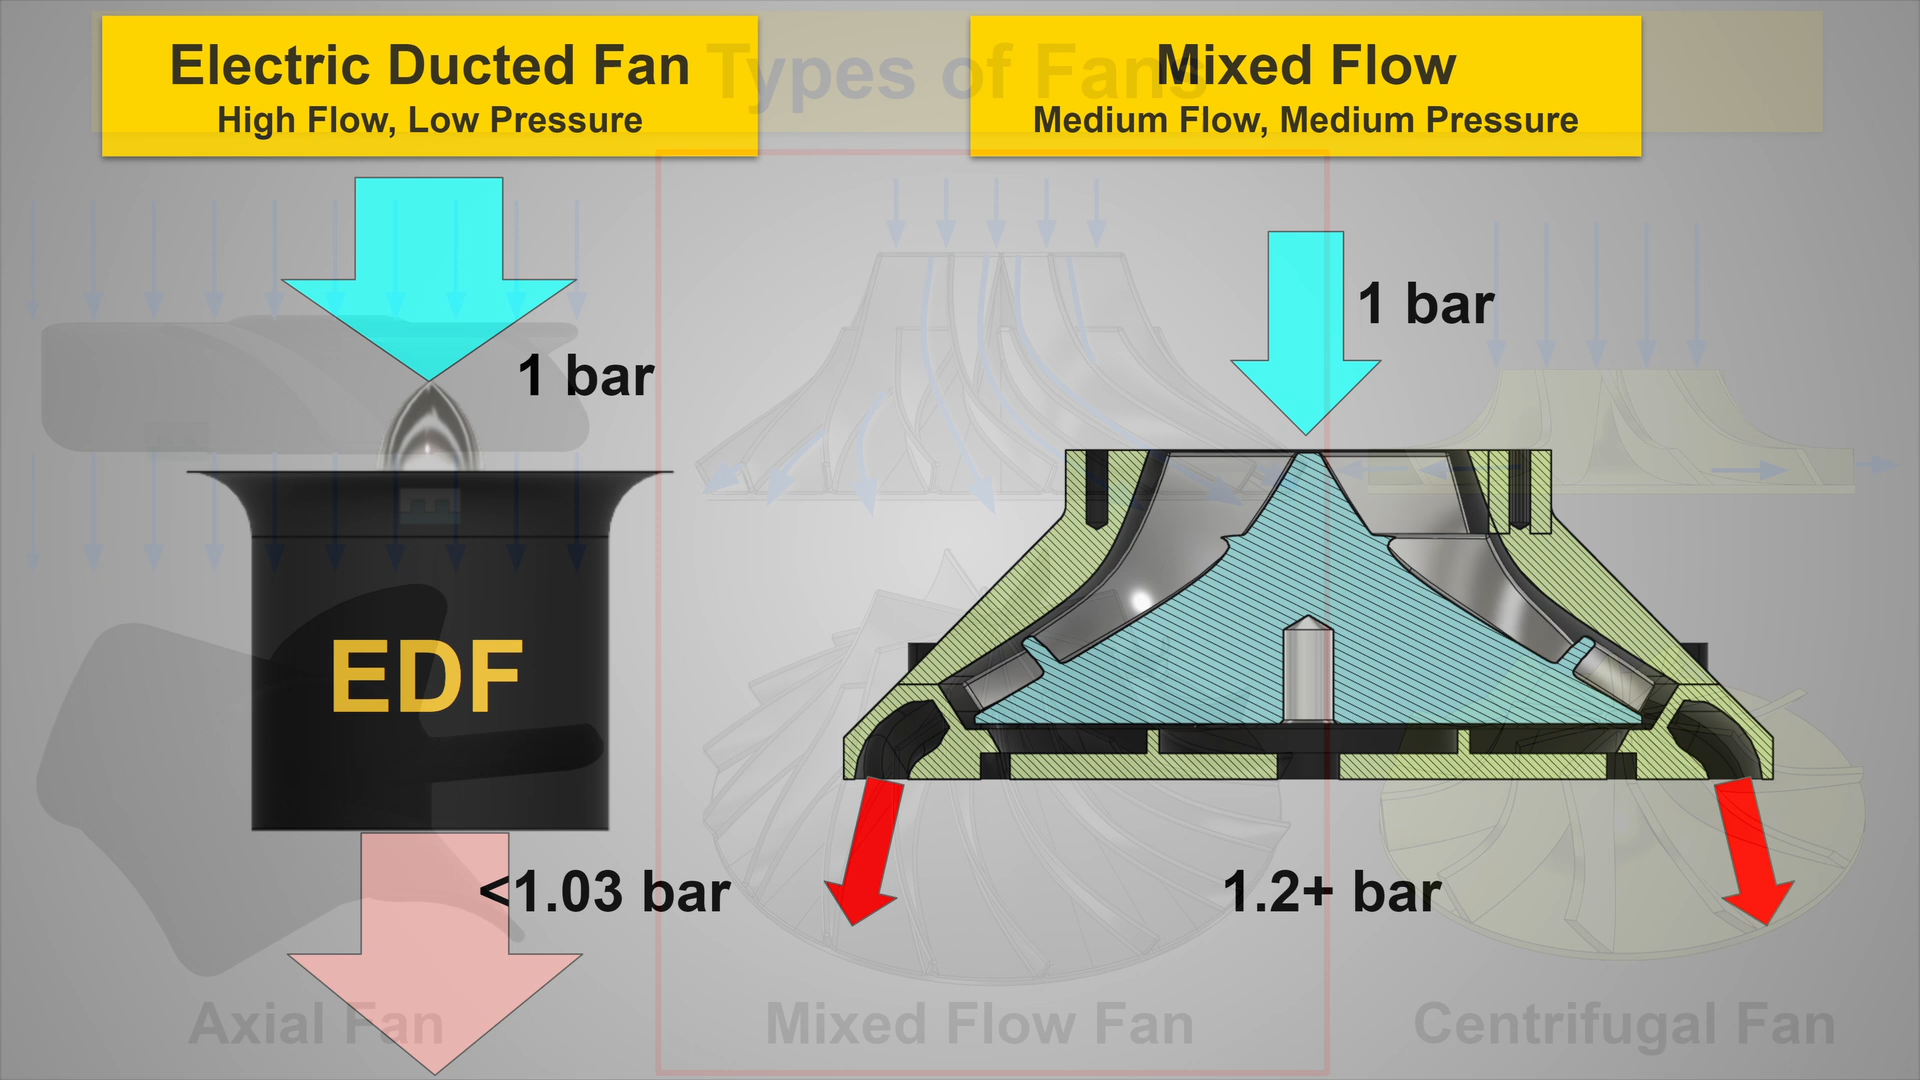 Types of Fans
Electric Ducted Fan
High Flow, Low Pressure
Mixed Flow
Medium Flow, Medium Pressure
1 bar
1 bar
EDF
<1.03 bar
1.2+ bar
Axial Fan
Mixed Flow Fan
Centrifugal Fan